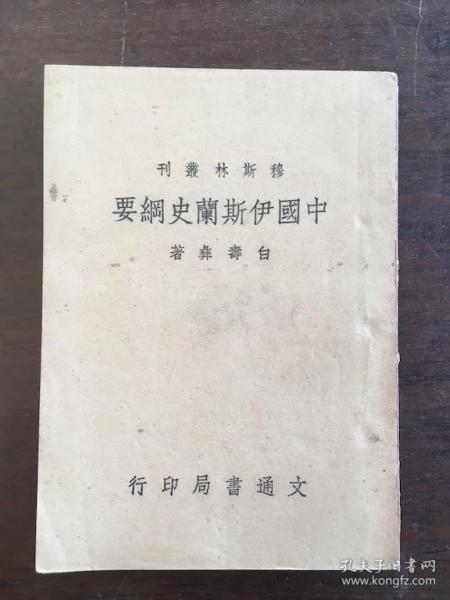 穆斯林叢刊
中國伊斯蘭史綱要
白壽彝著
文通書局印行
孔夫子旧书网
www.kongfz.com